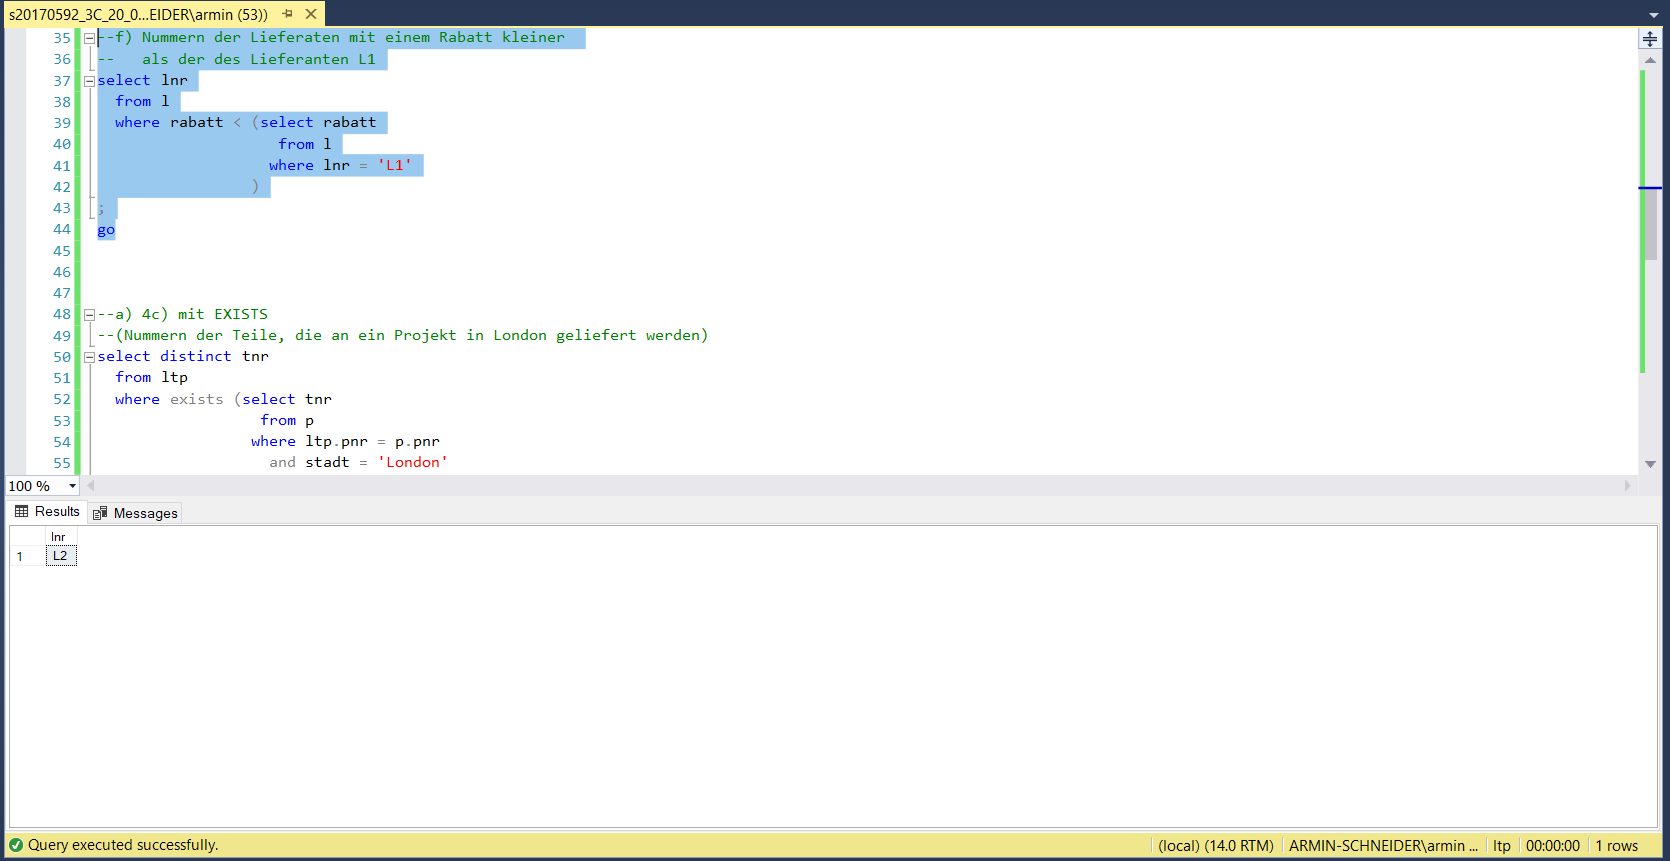 s20170592_3C_20_0...EIDER\armin (53))
35 --f) Nummern der Lieferaten mit einem Rabatt kleiner
36 --   als der des Lieferanten L1
37 select lnr
38   from l
39   where rabatt < (select rabatt
40                     from l
41                    where lnr = 'L1'
42                  )
43 ;
44 go
45
46
47
48 --a) 4c) mit EXISTS
49 --(Nummern der Teile, die an ein Projekt in London geliefert werden)
50 select distinct tnr
51   from ltp
52   where exists (select tnr
53                   from p
54                  where ltp.pnr = p.pnr
55                    and stadt = 'London'
100 %
Results Messages
lnr
1 L2
Query executed successfully. (local) (14.0 RTM) ARMIN-SCHNEIDER\armin ... ltp 00:00:00 1 rows